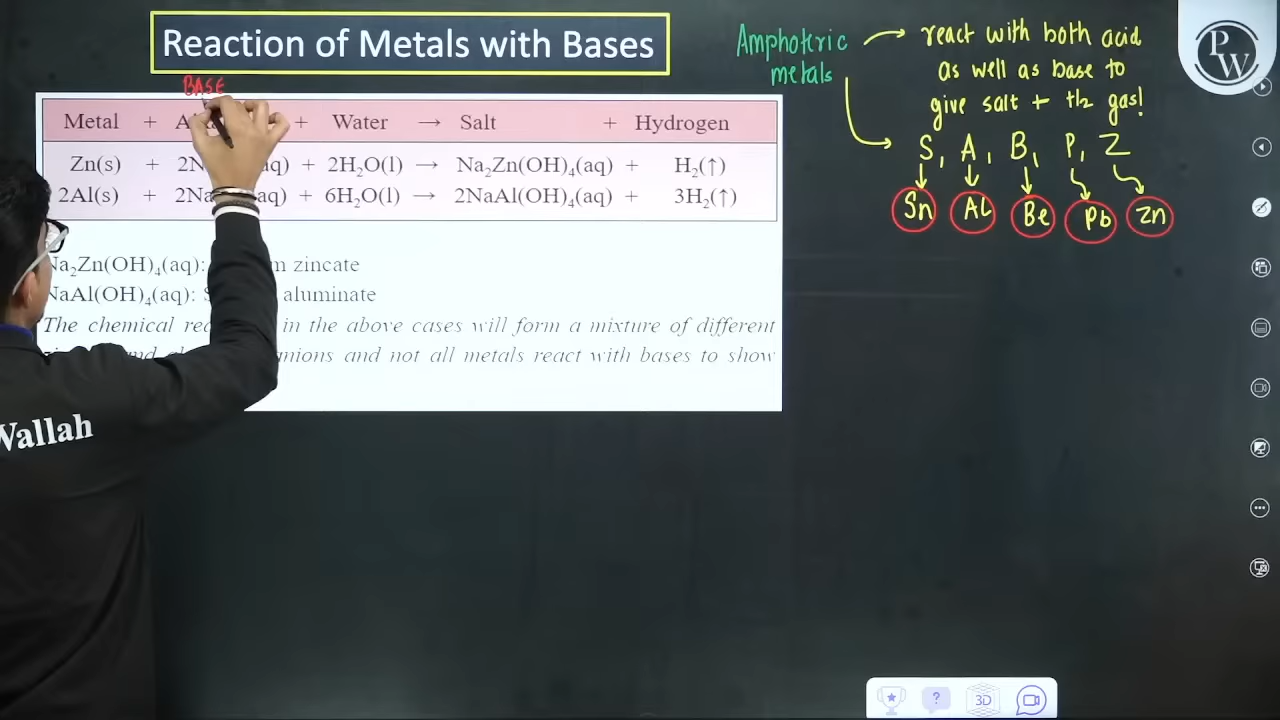 Reaction of Metals with Bases
BASE
Metal + + Water → Salt + Hydrogen
Zn(s) + aq) + 2H₂O(l) → Na₂Zn(OH)₄(aq) + H₂(↑)
2Al(s) + 2Na aq) + 6H₂O(l) → 2NaAl(OH)₄(aq) + 3H₂(↑)
Na₂Zn(OH)₄(aq): m zincate
NaAl(OH)₄(aq): aluminate
The chemical in the above cases will form a mixture of different
anions and not all metals react with bases to show
Amphoteric → react with both acid
metals as well as base to
give salt + H₂ gas!
S, A, B, P, Z
Sn Al Be Pb Zn
PW
Wallah
?
3D